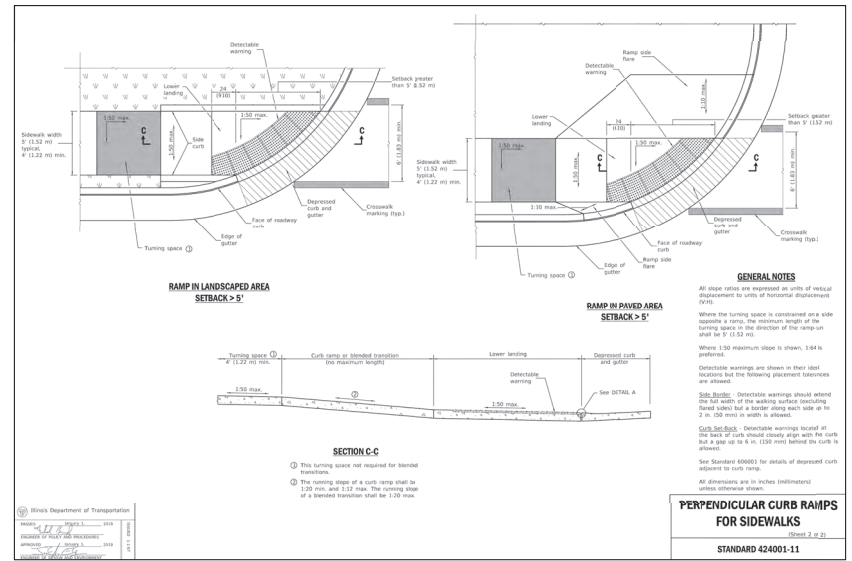 Detectable
warning
Lower
landing
24
(610)
Setback greater
than 5' (1.52 m)
1:50 max.
1:50 max.
1:50 max.
Side
curb
C
C
Sidewalk width
5' (1.52 m)
typical,
4' (1.22 m) min.
6' (1.83 m) min.
Depressed
curb and
gutter
Crosswalk
marking (typ.)
Face of roadway
Edge of
gutter
Turning space 1
RAMP IN LANDSCAPED AREA
SETBACK > 5'
Ramp side
flare
Detectable
warning
1:10 max.
Lower
landing
Setback greater
1:50 max.
1:50 max.
1:50 max.
C
C
Sidewalk width
5' (1.52 m)
typical,
4' (1.22 m) min.
6' (1.83 m) min.
1:10 max.
Depressed
curb and
gutter
Crosswalk
marking (typ.)
Face of roadway
curb
Ramp side
flare
Edge of
gutter
Turning space 1
RAMP IN PAVED AREA
SETBACK > 5'
Turning space 1
4' (1.22 m) min.
Curb ramp or blended transition
(no maximum length)
Lower landing
Depressed curb
and gutter
Detectable
warning
See DETAIL A
1:50 max.
2
1:50 max.
SECTION C-C
1 This turning space not required for blended
transitions.
2 The running slope of a curb ramp shall be
1:20 min. and 1:12 max. The running slope
of a blended transition shall be 1:20 max.
GENERAL NOTES
All slope ratios are expressed as units of vertical
displacement to units of horizontal displacement
(V:H).
Where the turning space is constrained on a side
opposite a ramp, the minimum length of the
turning space in the direction of the ramp-run
shall be 5' (1.52 m).
Where 1:50 maximum slope is shown, 1:64 is
preferred.
Detectable warnings are shown in their ideal
locations but the following placement tolerances
are allowed.
Side Border - Detectable warnings should extend
the full width of the walking surface (excluding
flared sides) but a border along each side up to
2 in. (50 mm) in width is allowed.
Curb Set-Back - Detectable warnings located at
the back of curb should closely align with the curb
but a gap up to 6 in. (150 mm) behind the curb is
allowed.
See Standard 606001 for details of depressed curb
adjacent to curb ramp.
All dimensions are in inches (millimeters)
unless otherwise shown.
Illinois Department of Transportation
PASSED January 1, 2019
ENGINEER OF POLICY AND PROCEDURES
APPROVED January 1, 2019
ENGINEER OF DESIGN AND ENVIRONMENT
PERPENDICULAR CURB RAMPS
FOR SIDEWALKS
(Sheet 2 of 2)
STANDARD 424001-11